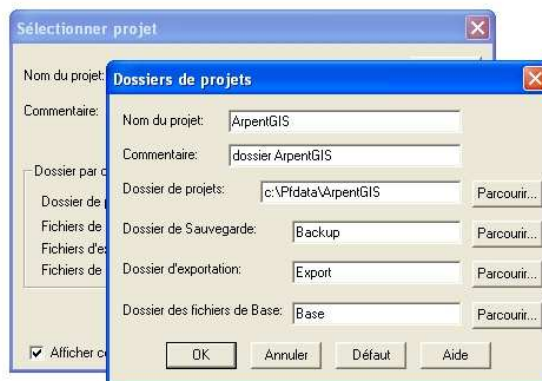 Sélectionner projet
Nom du projet:
Commentaire:
Dossier par
Dossier de
Fichiers de
Fichiers
Fichiers de
Afficher
Dossiers de projets
Nom du projet: ArpentGIS
Commentaire: dossier ArpentGIS
Dossier de projets: c:\Pfdata\ArpentGIS Parcourir...
Dossier de Sauvegarde: Backup Parcourir...
Dossier d'exportation: Export Parcourir...
Dossier des fichiers de Base: Base Parcourir...
OK Annuler Défaut Aide